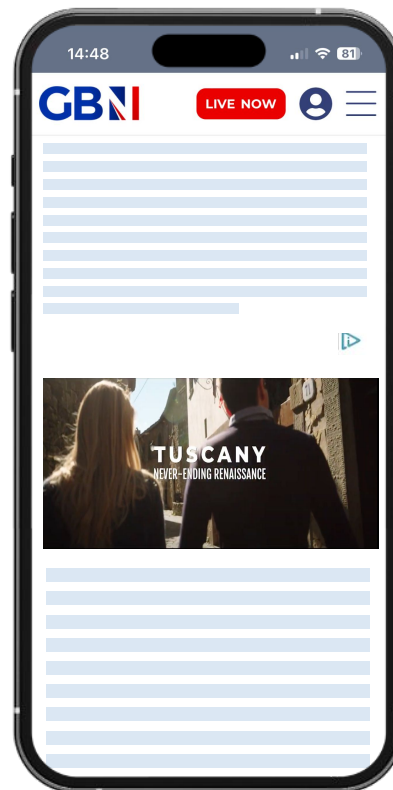 14:48
81
GBN
LIVE NOW
TUSCANY
NEVER-ENDING RENAISSANCE